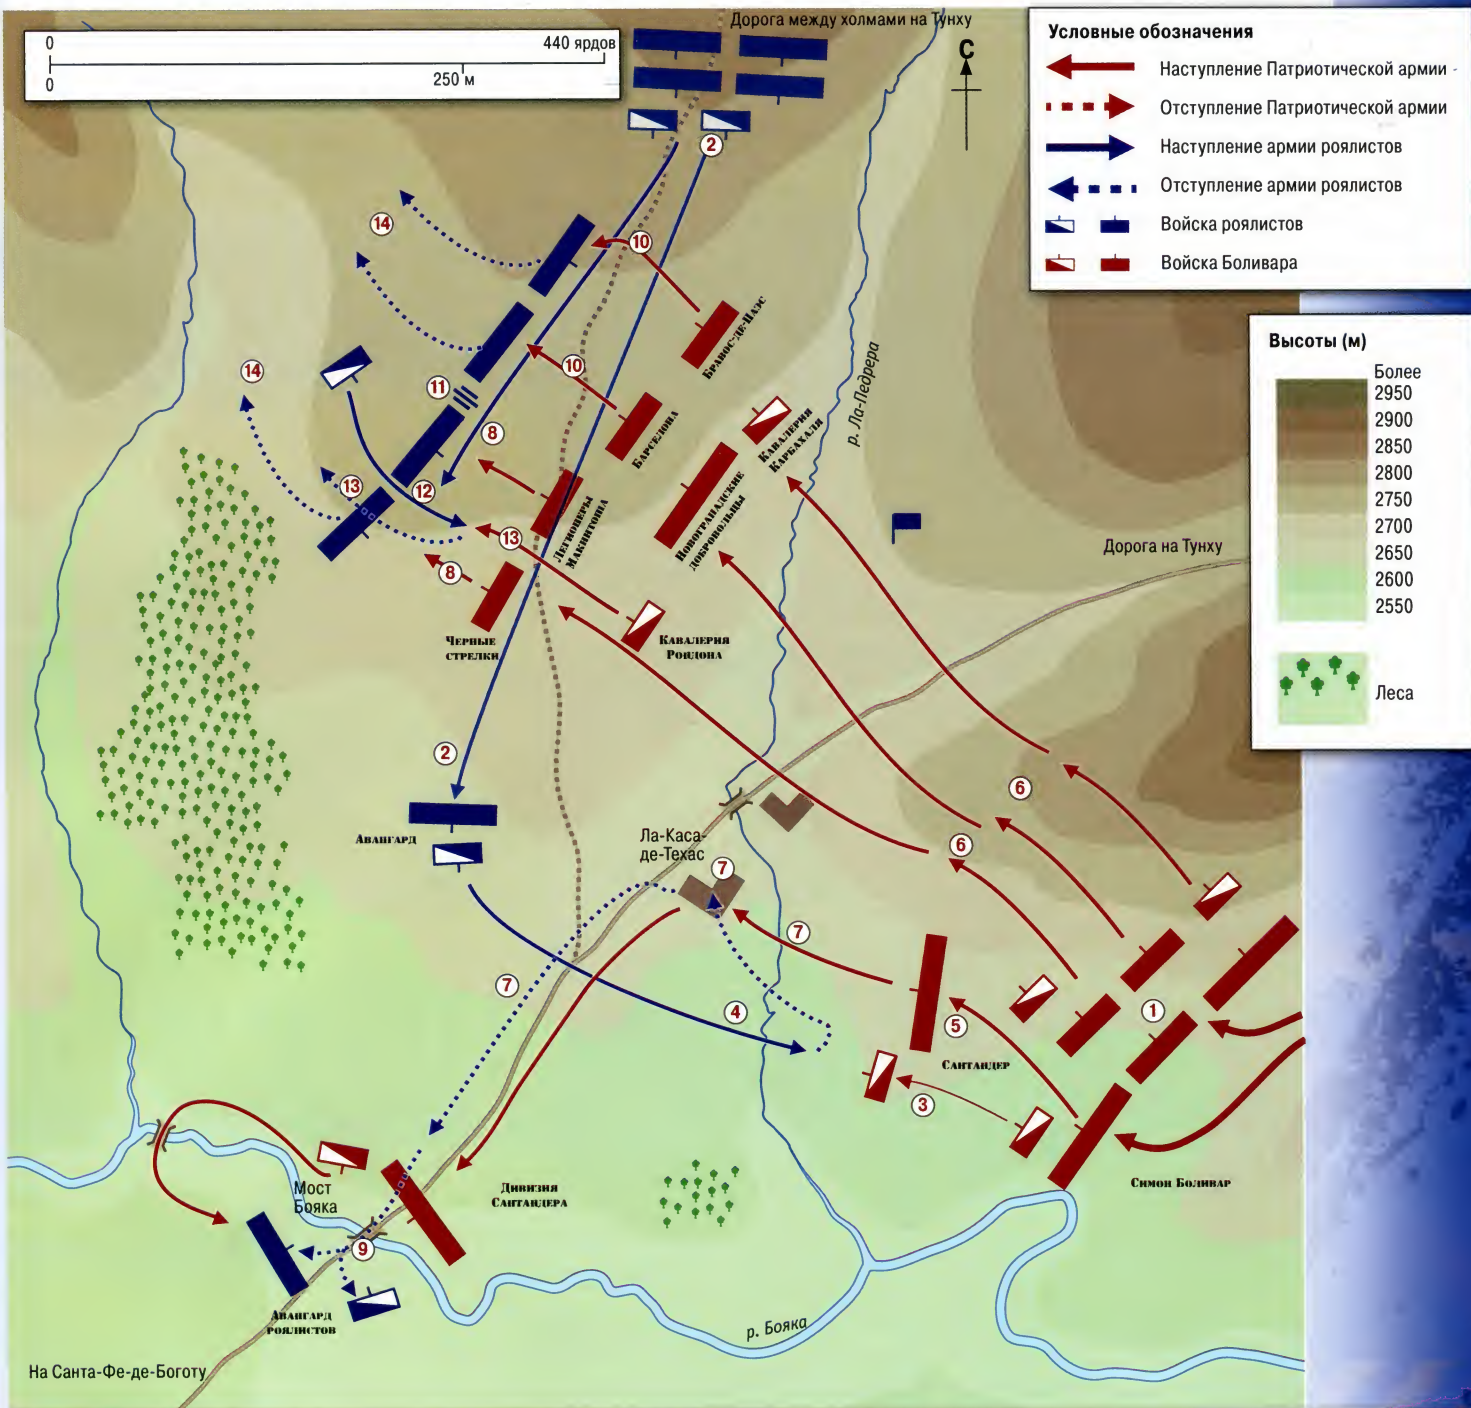 Дорога между холмами на Тунху
0 440 ярдов
0 250 м
С
Условные обозначения
Наступление Патриотической армии
Отступление Патриотической армии
Наступление армии роялистов
Отступление армии роялистов
Войска роялистов
Войска Боливара
Высоты (м)
Более
2950
2900
2850
2800
2750
2700
2650
2600
2550
Леса
2
14
10
Бравос-де-Паэс
14
11
10
8
Барселона
р. Ла-Педрера
Кавалерия
Карбахаля
Новогранадские
добровольцы
13
12
Легионеры
Макинтоша
13
8
Дорога на Тунху
Черные
стрелки
Кавалерия
Рондона
2
6
Авангард
Ла-Каса-
де-Техас
6
7
7
7
4
5
1
Сантандер
3
Симон Боливар
Мост
Бояка
Дивизия
Сантандера
9
Авангард
роялистов
р. Бояка
На Санта-Фе-де-Боготу